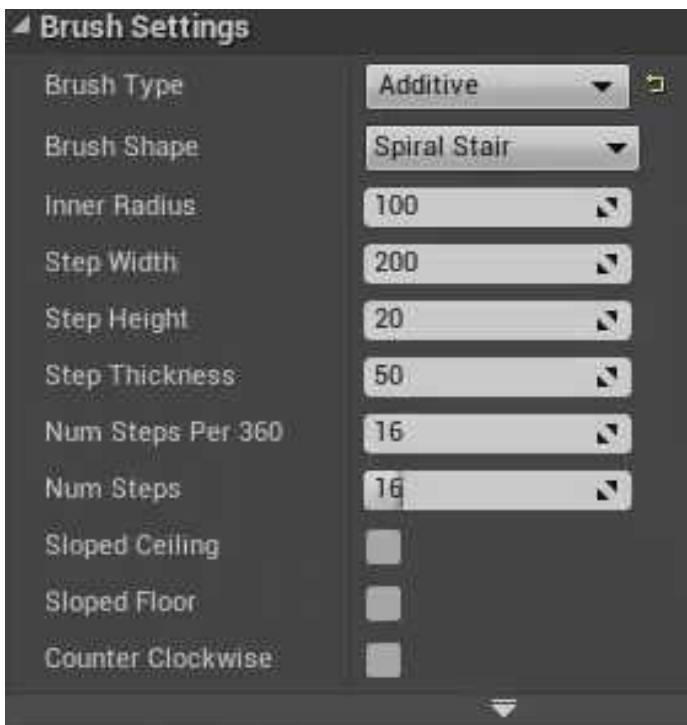 Brush Settings
Brush Type Additive
Brush Shape Spiral Stair
Inner Radius 100
Step Width 200
Step Height 20
Step Thickness 50
Num Steps Per 360 16
Num Steps 16
Sloped Ceiling
Sloped Floor
Counter Clockwise